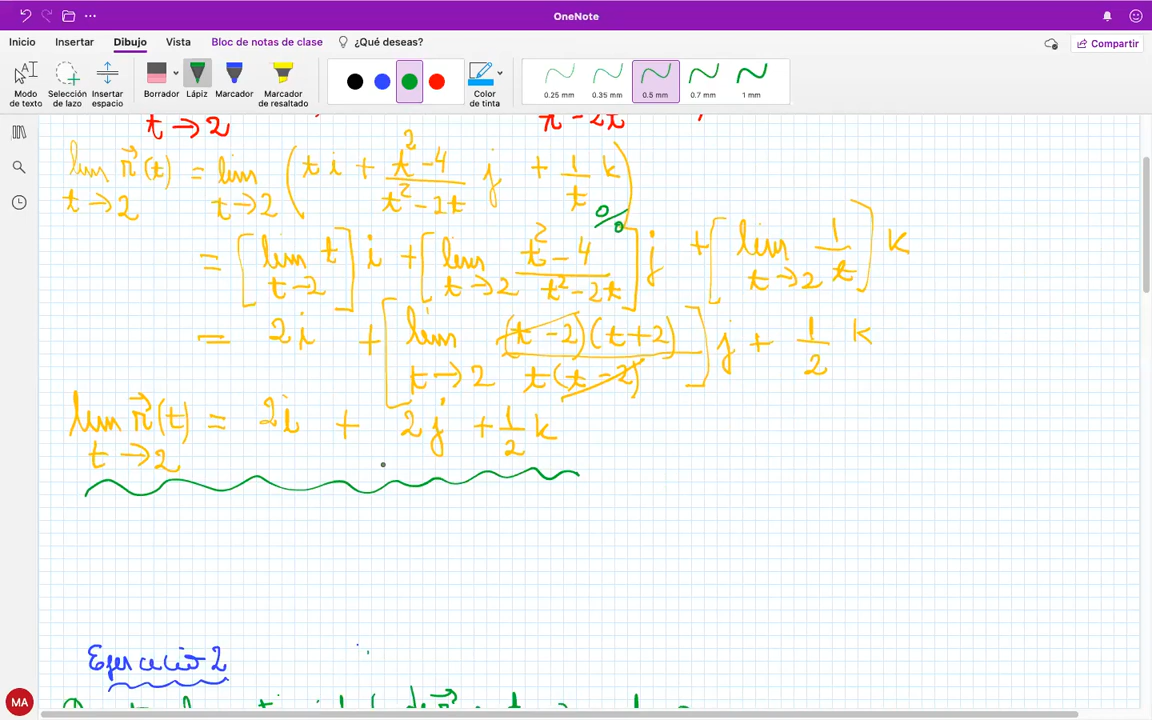 OneNote
Inicio Insertar Dibujo Vista Bloc de notas de clase ¿Qué deseas? Compartir
Modo de texto Selección de lazo Insertar espacio Borrador Lápiz Marcador Marcador de resaltado Color de tinta 0.25 mm 0.35 mm 0.5 mm 0.7 mm 1 mm
t → 2
lim r⃗(t) = lim (t i + (t² - 4)/(t² - 2t) j + 1/t k)
t → 2 t → 2
0/0
= [lim t] i + [lim (t² - 4)/(t² - 2t)] j + [lim 1/t] k
t - 2 t → 2 t → 2
= 2i + [lim (t - 2)(t + 2)/t(t - 2)] j + 1/2 k
t → 2
lim r⃗(t) = 2i + 2j + 1/2 k
t → 2
Ejercicio 2
MA